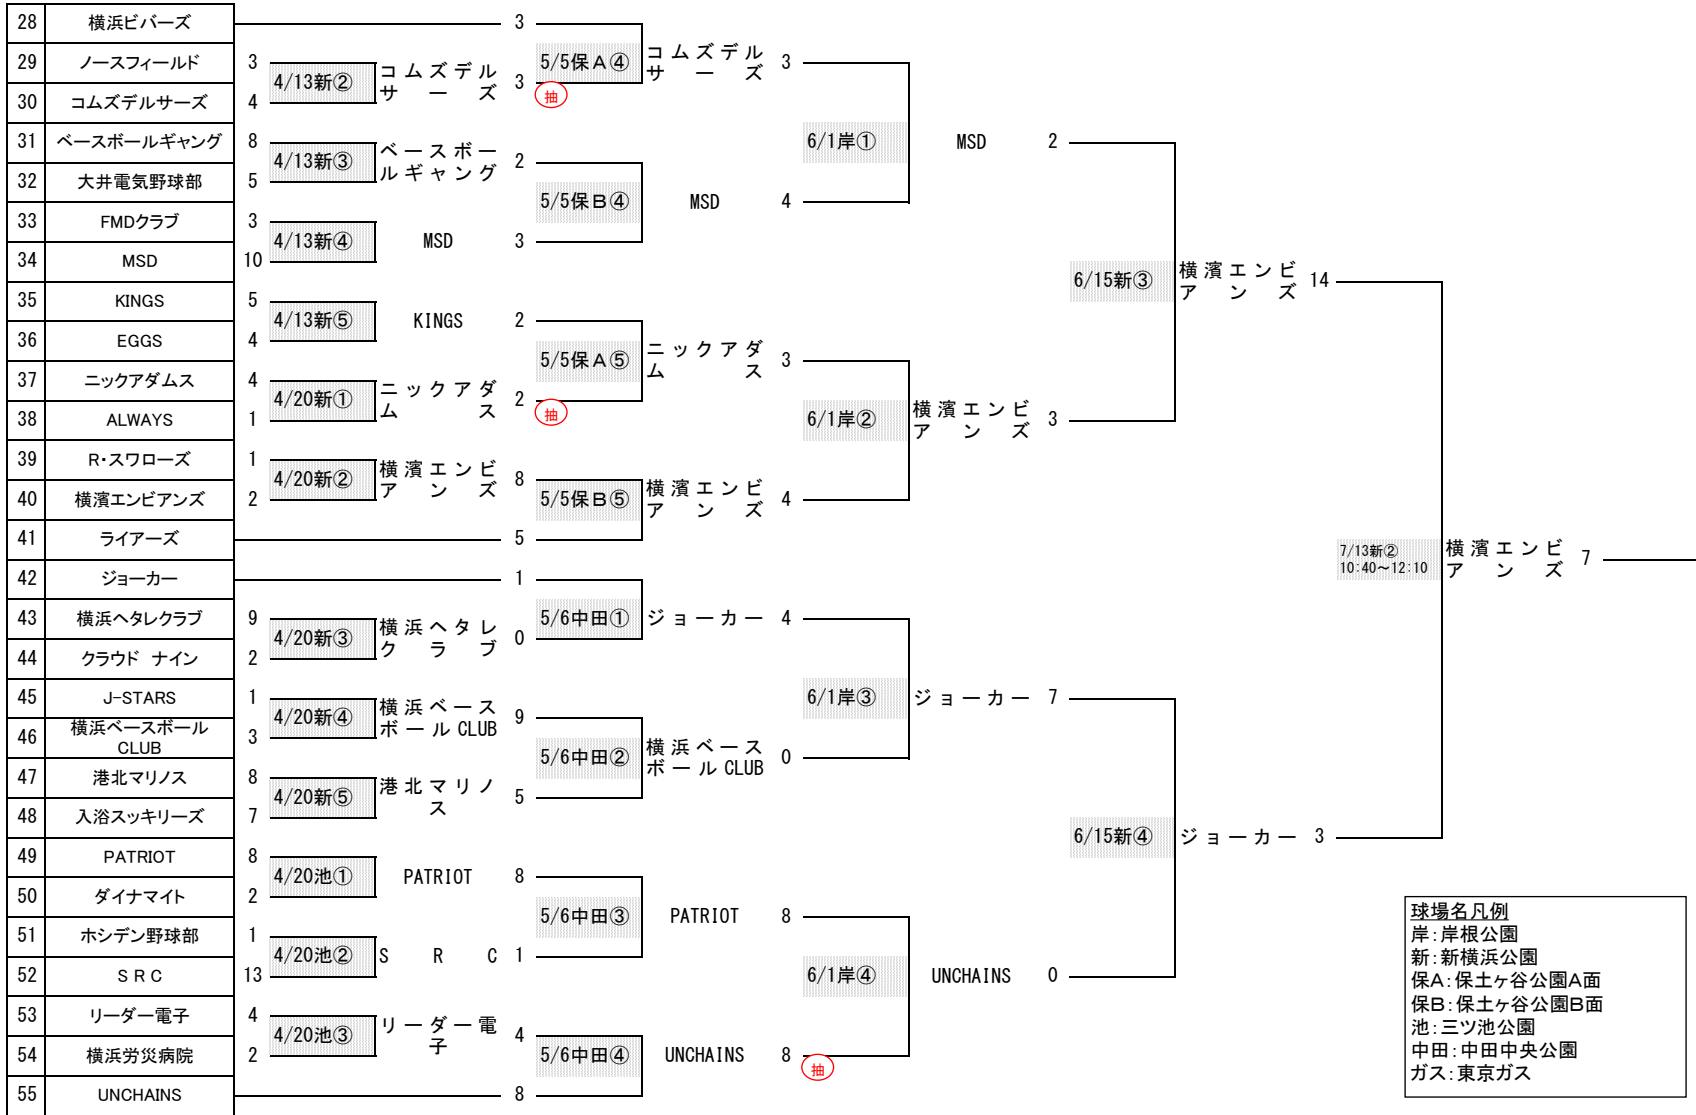 28 横浜ビバーズ 3
29 ノースフィールド 3
30 コムズデルサーズ 4
31 ベースボールギャング 8
32 大井電気野球部 5
33 FMDクラブ 3
34 MSD 10
35 KINGS 5
36 EGGS 4
37 ニックアダムス 4
38 ALWAYS 1
39 R・スワローズ 1
40 横濱エンビアンズ 2
41 ライアーズ 5
42 ジョーカー 1
43 横浜ヘタレクラブ 9
44 クラウド ナイン 2
45 J-STARS 1
46 横浜ベースボール
CLUB 3
47 港北マリノス 8
48 入浴スッキリーズ 7
49 PATRIOT 8
50 ダイナマイト 2
51 ホシデン野球部 1
52 SRC 13
53 リーダー電子 4
54 横浜労災病院 2
55 UNCHAINS 8
4/13新②
コムズデル
サーズ 3
抽
4/13新③
ベースボー
ルギャング 2
4/13新④
MSD 3
4/13新⑤
KINGS 2
4/20新①
ニックアダ
ムス 2
抽
4/20新②
横濱エンビ
アンズ 8
4/20新③
横浜ヘタレ
クラブ 0
4/20新④
横浜ベース
ボールCLUB 9
4/20新⑤
港北マリノ
ス 5
4/20池①
PATRIOT 8
4/20池②
SRC 1
4/20池③
リーダー電
子 4
5/5保A④
コムズデル
サーズ 3
5/5保B④
MSD 4
5/5保A⑤
ニックアダ
ムス 3
5/5保B⑤
横濱エンビ
アンズ 4
5/6中田①
ジョーカー 4
5/6中田②
横浜ベース
ボールCLUB 0
5/6中田③
PATRIOT 8
5/6中田④
UNCHAINS 8
抽
6/1岸①
MSD 2
6/1岸②
横濱エンビ
アンズ 3
6/1岸③
ジョーカー 7
6/1岸④
UNCHAINS 0
6/15新③
横濱エンビ
アンズ 14
6/15新④
ジョーカー 3
7/13新②
10:40～12:10
横濱エンビ
アンズ 7
球場名凡例
岸:岸根公園
新:新横浜公園
保A:保土ヶ谷公園A面
保B:保土ヶ谷公園B面
池:三ツ池公園
中田:中田中央公園
ガス:東京ガス